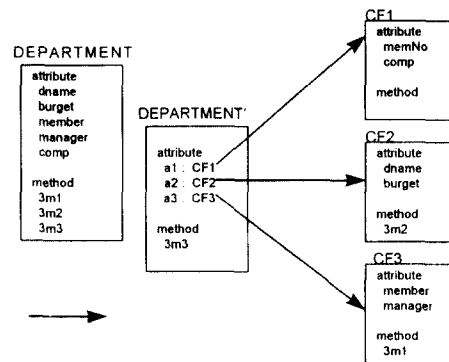 DEPARTMENT
attribute
dname
burget
member
manager
comp
method
3m1
3m2
3m3
DEPARTMENT'
attribute
a1 : CF1
a2 : CF2
a3 : CF3
method
3m3
CF1
attribute
memNo
comp
method
CF2
attribute
dname
burget
method
3m2
CF3
attribute
member
manager
method
3m1